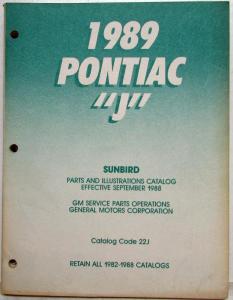 1989
PONTIAC
"J"
SUNBIRD
PARTS AND ILLUSTRATIONS CATALOG
EFFECTIVE SEPTEMBER 1988
GM SERVICE PARTS OPERATIONS
GENERAL MOTORS CORPORATION
Catalog Code 22J
RETAIN ALL 1982-1988 CATALOGS